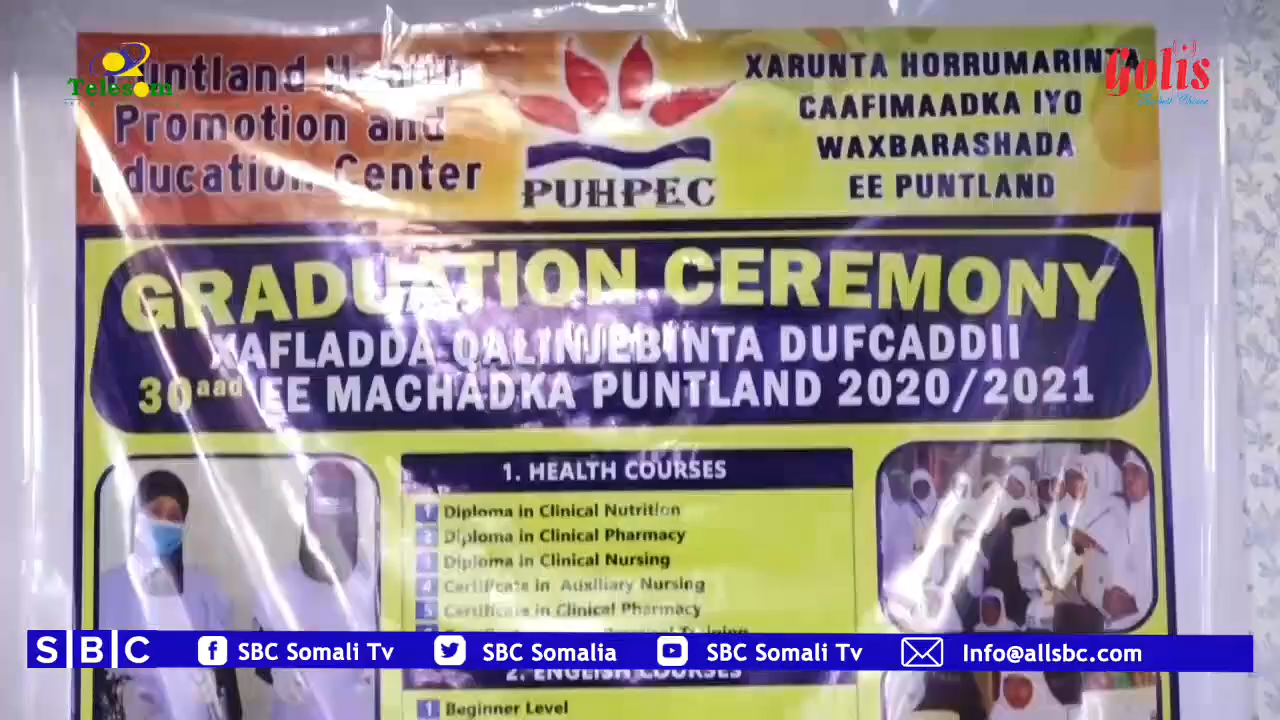 Telesom
Golis
Puntland Health
Promotion and
Education Center
PUHPEC
XARUNTA HORRUMARINTA
CAAFIMAADKA IYO
WAXBARASHADA
EE PUNTLAND
GRADUATION CEREMONY
XAFLADDA QALINJEBINTA DUFCADDII
30aad EE MACHADKA PUNTLAND 2020/2021
1. HEALTH COURSES
1 Diploma in Clinical Nutrition
2 Diploma in Clinical Pharmacy
3 Diploma in Clinical Nursing
4 Certificate in Auxiliary Nursing
5 Certificate in Clinical Pharmacy
Training
2. ENGLISH COURSES
1 Beginner Level
SBC
SBC Somali Tv
SBC Somalia
SBC Somali Tv
Info@allsbc.com